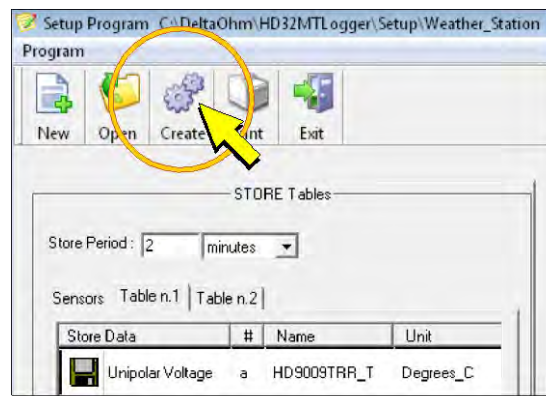 Setup Program C:\DeltaOhm\HD32MTLogger\Setup\Weather_Station
Program
New Open Create Exit
STORE Tables
Store Period : 2 minutes
Sensors Table n.1 Table n.2
Store Data # Name Unit
Unipolar Voltage a HD9009TRR_T Degrees_C